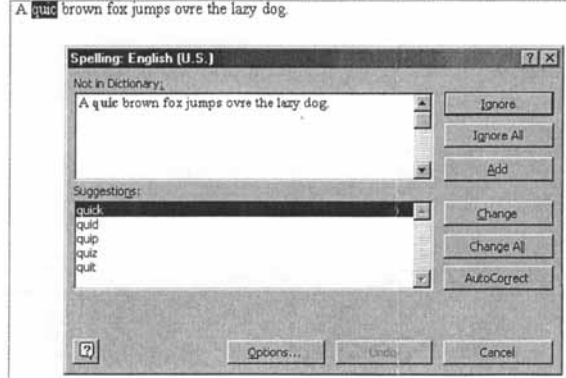 A quic brown fox jumps ovre the lazy dog.
Spelling: English (U.S.)
Not in Dictionary:
A quic brown fox jumps ovre the lazy dog.
Ignore
Ignore All
Add
Suggestions:
quick
quid
quip
quiz
quit
Change
Change All
AutoCorrect
Options...
Undo
Cancel